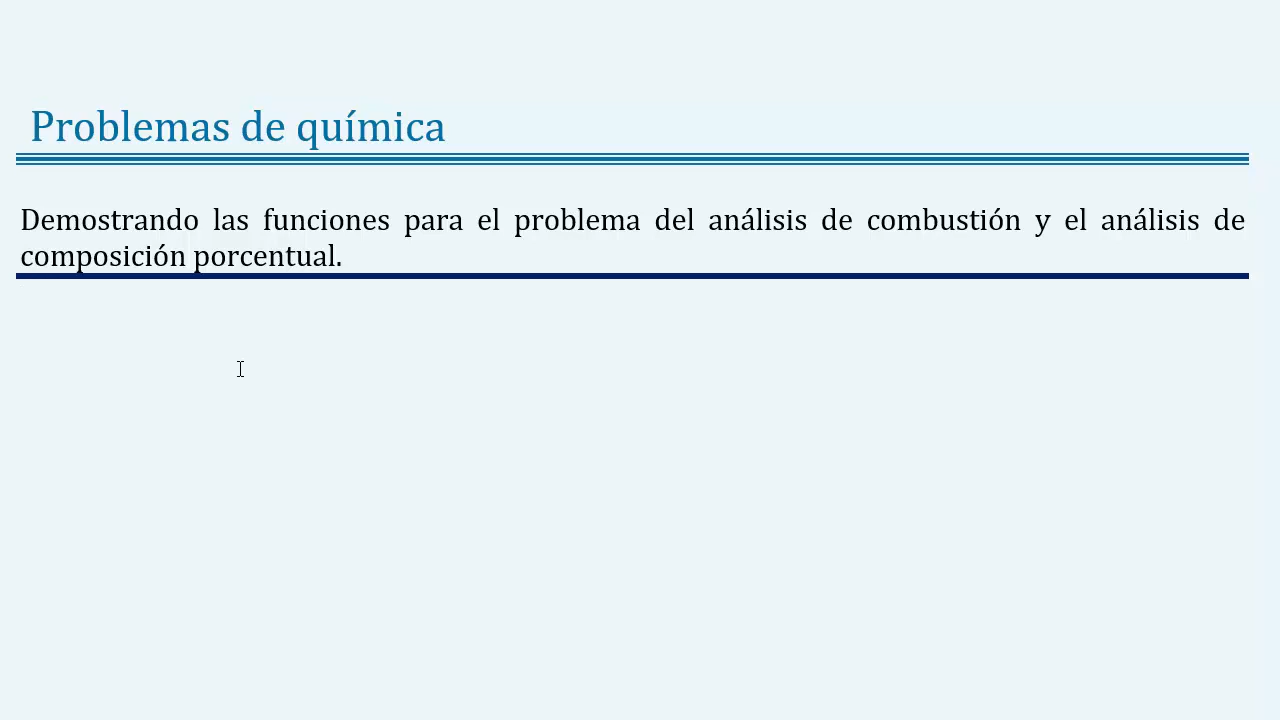 Problemas de química
Demostrando las funciones para el problema del análisis de combustión y el análisis de
composición porcentual.